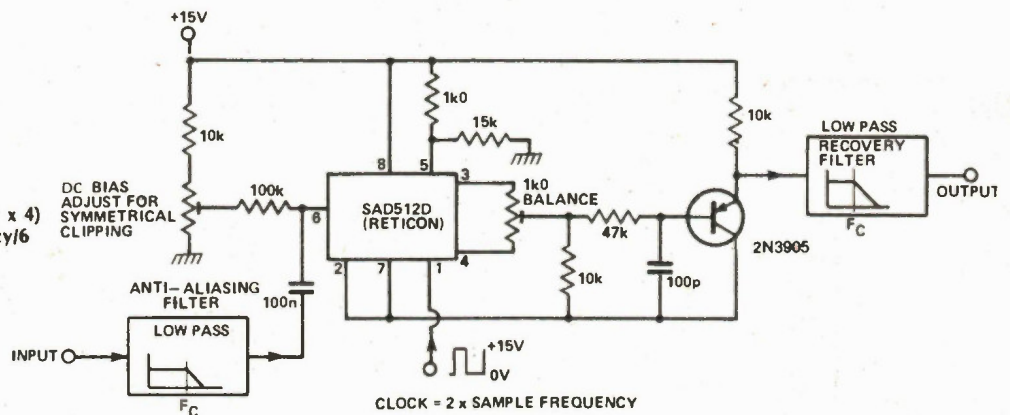 +15V
10k
DC BIAS
ADJUST FOR
SYMMETRICAL
CLIPPING
x 4)
cy/6
100k
ANTI-ALIASING
FILTER
100n
LOW PASS
INPUT
FC
8
1k0
15k
5
3
6
SAD512D
(RETICON)
4
2
7
1
1k0
BALANCE
47k
10k
100p
+15V
0V
CLOCK = 2 x SAMPLE FREQUENCY
10k
2N3905
LOW PASS
RECOVERY
FILTER
FC
OUTPUT